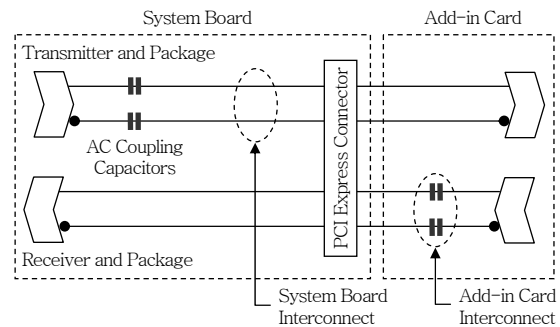 System Board
Add-in Card
Transmitter and Package
AC Coupling
Capacitors
PCI Express Connector
Receiver and Package
System Board
Interconnect
Add-in Card
Interconnect